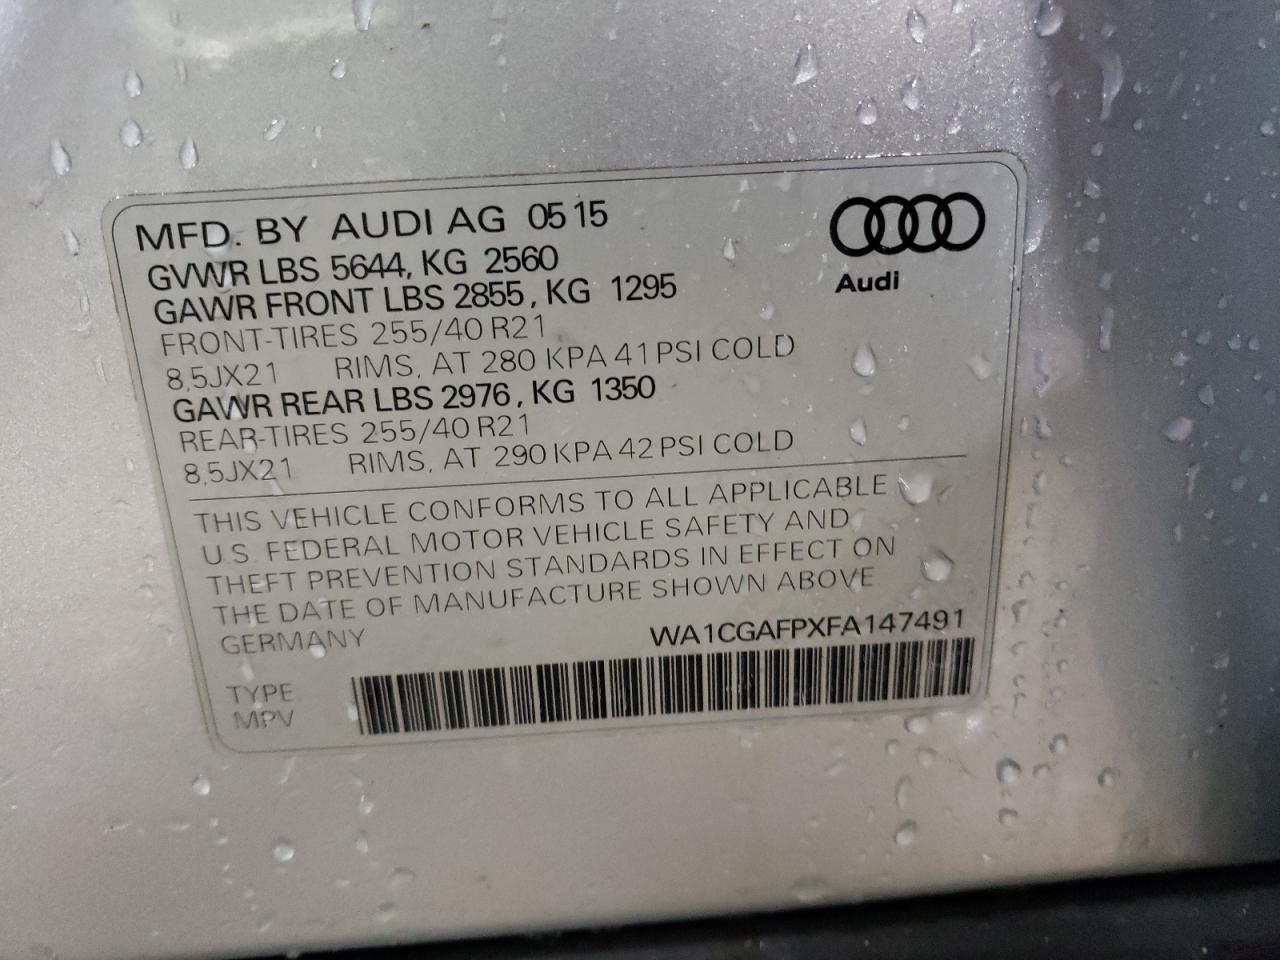 MFD. BY AUDI AG 05 15
Audi
GVWR LBS 5644, KG 2560
GAWR FRONT LBS 2855, KG 1295
FRONT-TIRES 255/40 R21
8,5JX21 RIMS, AT 280 KPA 41 PSI COLD
GAWR REAR LBS 2976, KG 1350
REAR-TIRES 255/40 R21
8,5JX21 RIMS, AT 290 KPA 42 PSI COLD
THIS VEHICLE CONFORMS TO ALL APPLICABLE
U.S. FEDERAL MOTOR VEHICLE SAFETY AND
THEFT PREVENTION STANDARDS IN EFFECT ON
THE DATE OF MANUFACTURE SHOWN ABOVE
GERMANY WA1CGAFPXFA147491
TYPE
MPV